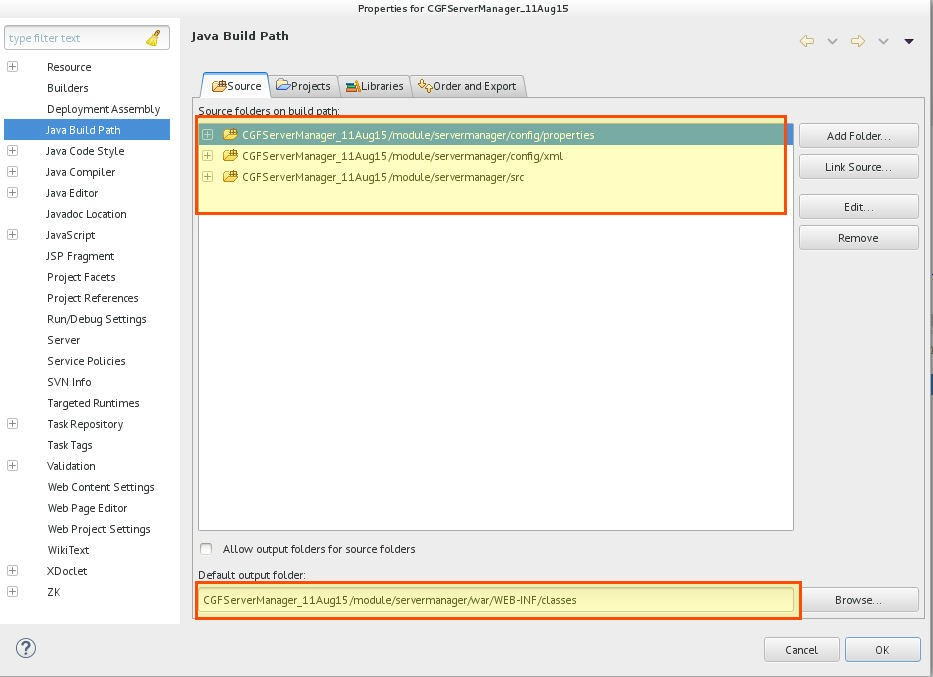 Properties for CGFServerManager_11Aug15
type filter text
Resource
Builders
Deployment Assembly
Java Build Path
Java Code Style
Java Compiler
Java Editor
Javadoc Location
JavaScript
JSP Fragment
Project Facets
Project References
Run/Debug Settings
Server
Service Policies
SVN Info
Targeted Runtimes
Task Repository
Task Tags
Validation
Web Content Settings
Web Page Editor
Web Project Settings
WikiText
XDoclet
ZK
Java Build Path
Source Projects Libraries Order and Export
Source folders on build path:
CGFServerManager_11Aug15/module/servermanager/config/properties
CGFServerManager_11Aug15/module/servermanager/config/xml
CGFServerManager_11Aug15/module/servermanager/src
Add Folder...
Link Source...
Edit...
Remove
Allow output folders for source folders
Default output folder:
CGFServerManager_11Aug15/module/servermanager/war/WEB-INF/classes
Browse...
?
Cancel
OK